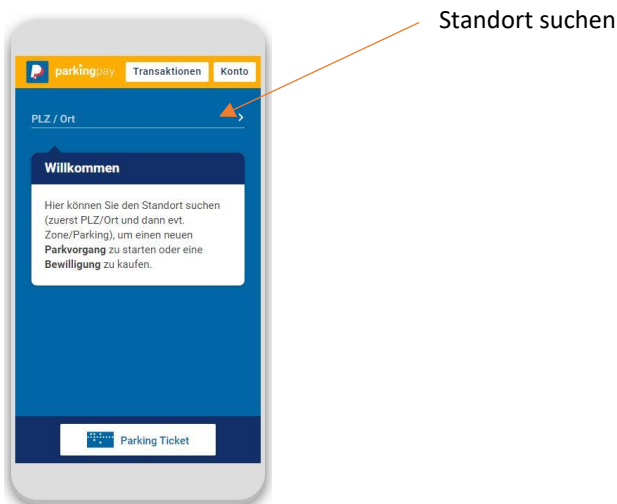 Standort suchen
parkingpay Transaktionen Konto
PLZ / Ort
Willkommen
Hier können Sie den Standort suchen
(zuerst PLZ/Ort und dann evt.
Zone/Parking), um einen neuen
Parkvorgang zu starten oder eine
Bewilligung zu kaufen.
Parking Ticket